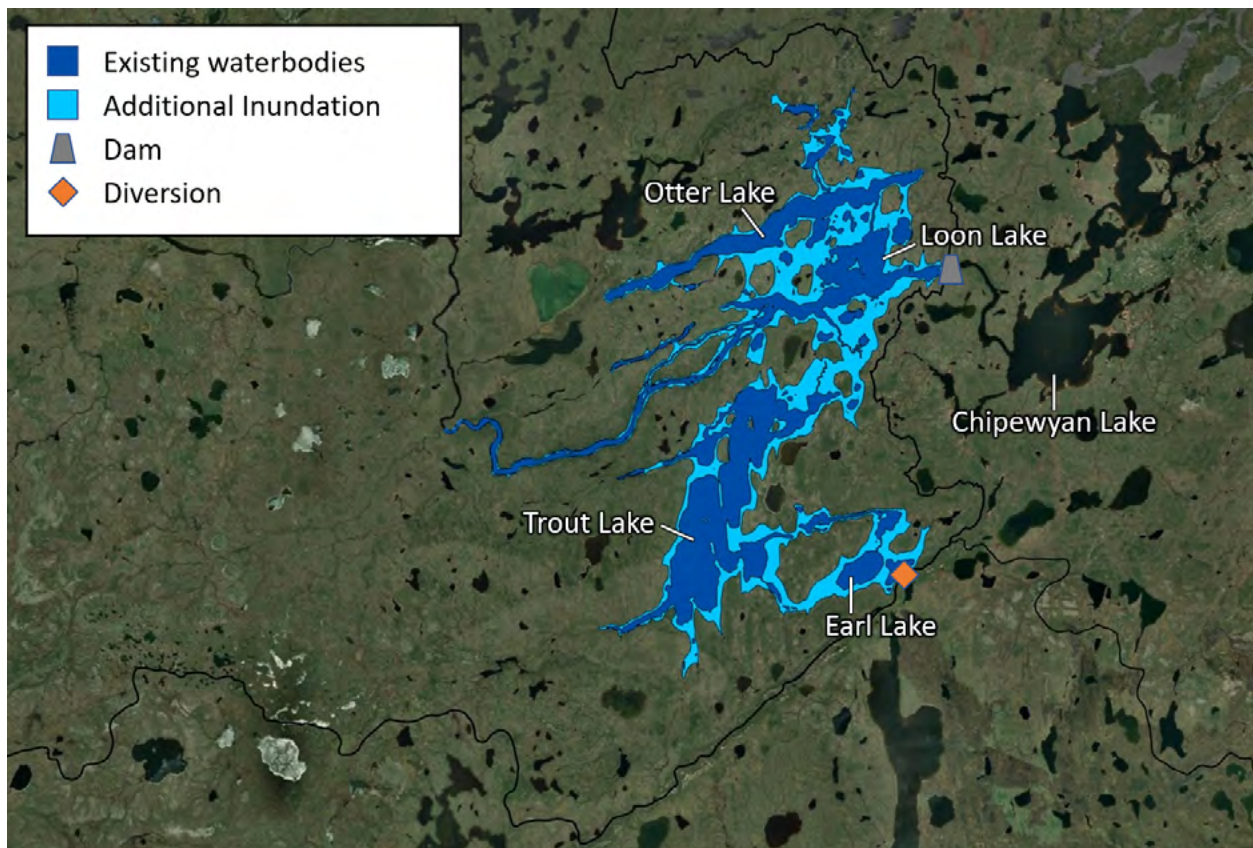 Existing waterbodies
Additional Inundation
Dam
Diversion
Otter Lake
Loon Lake
Chipewyan Lake
Trout Lake
Earl Lake